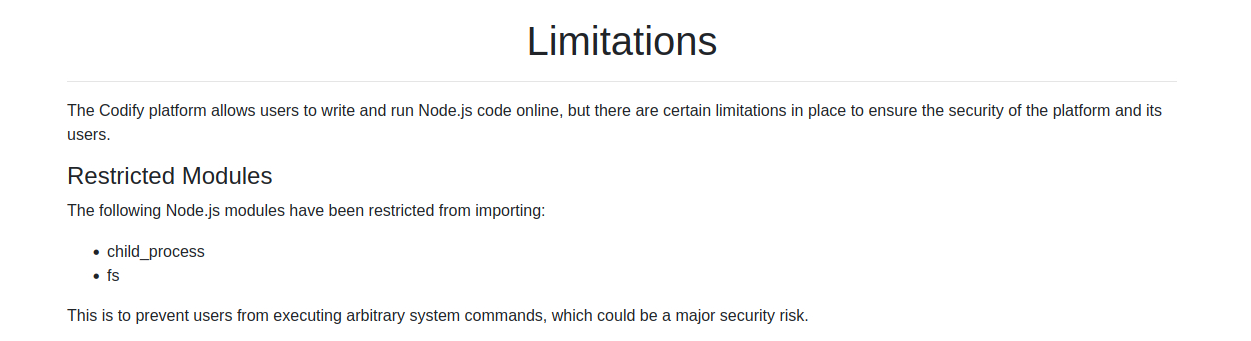 Limitations
The Codify platform allows users to write and run Node.js code online, but there are certain limitations in place to ensure the security of the platform and its
users.
Restricted Modules
The following Node.js modules have been restricted from importing:
• child_process
• fs
This is to prevent users from executing arbitrary system commands, which could be a major security risk.